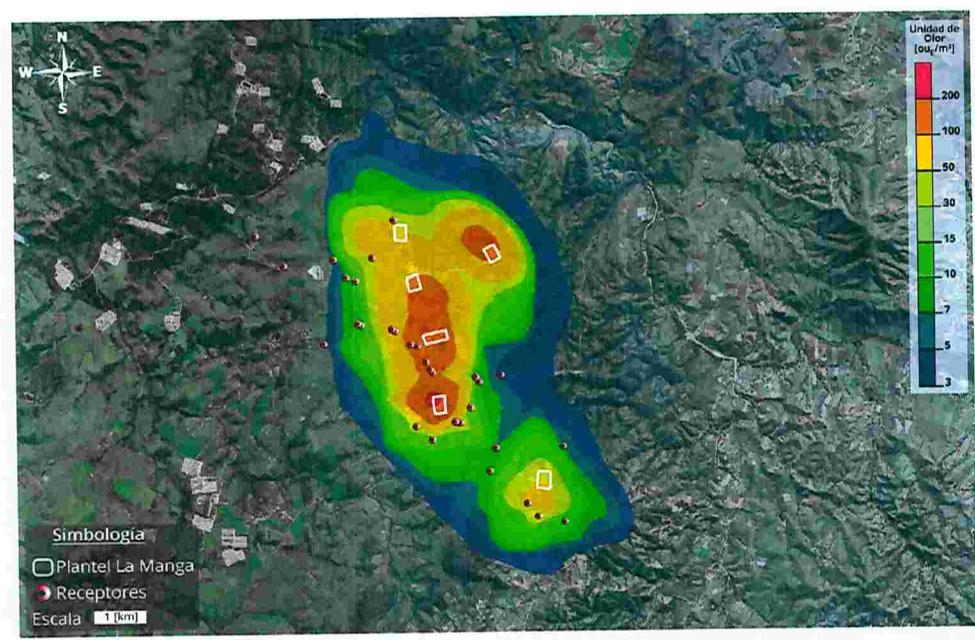 N
W E
S
Unidad de
Olor
[ouE/m³]
200
100
50
30
15
10
7
5
3
Simbología
Plantel La Manga
Receptores
Escala 1 [km]